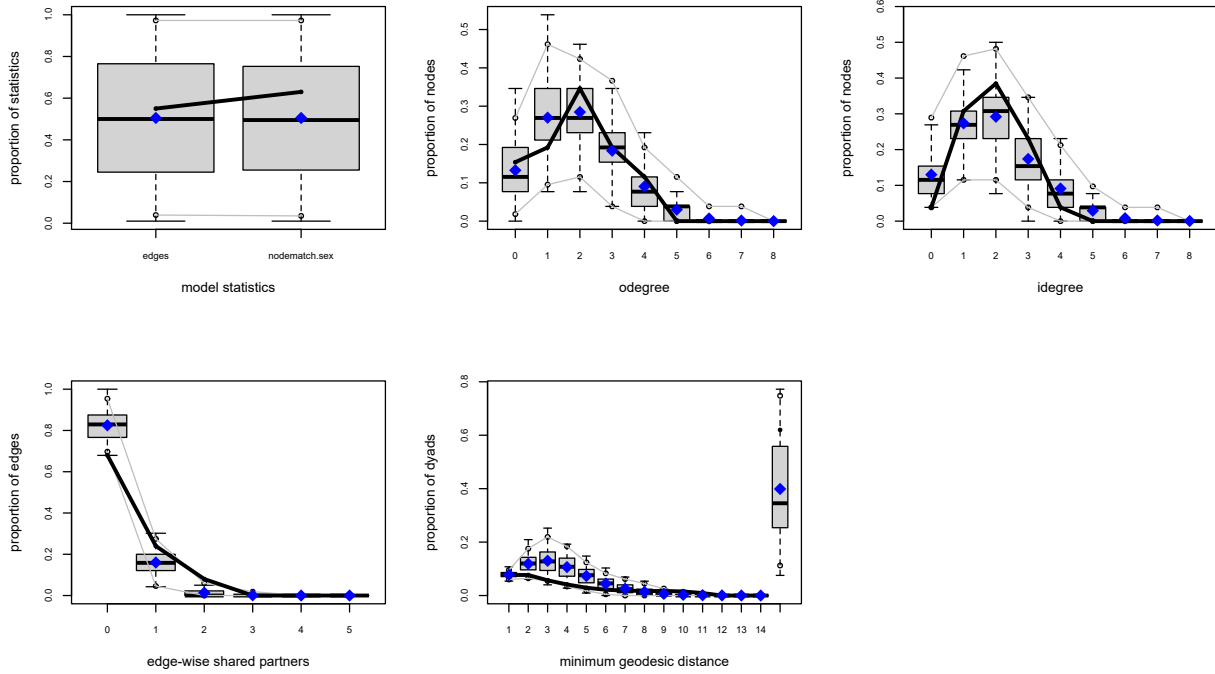 proportion of statistics
0.0 0.2 0.4 0.6 0.8 1.0
edges nodematch.sex
model statistics
proportion of nodes
0.0 0.1 0.2 0.3 0.4 0.5
0 1 2 3 4 5 6 7 8
odegree
proportion of nodes
0.0 0.1 0.2 0.3 0.4 0.5 0.6
0 1 2 3 4 5 6 7 8
idegree
proportion of edges
0.0 0.2 0.4 0.6 0.8 1.0
0 1 2 3 4 5
edge-wise shared partners
proportion of dyads
0.0 0.2 0.4 0.6 0.8
1 2 3 4 5 6 7 8 9 10 11 12 13 14
minimum geodesic distance